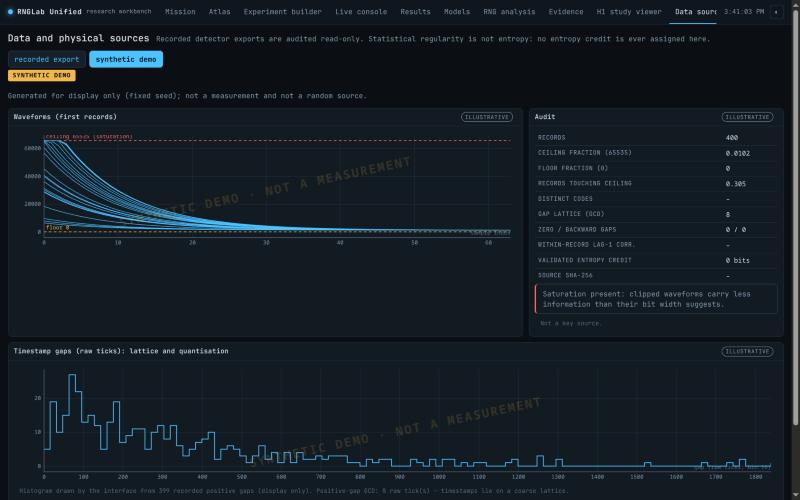 RNGLab Unified research workbench Mission Atlas Experiment builder Live console Results Models RNG analysis Evidence H1 study viewer Data sourc 3:41:03 PM
Data and physical sources Recorded detector exports are audited read-only. Statistical regularity is not entropy: no entropy credit is ever assigned here.
recorded export synthetic demo
SYNTHETIC DEMO
Generated for display only (fixed seed); not a measurement and not a random source.
Waveforms (first records) ILLUSTRATIVE
ceiling 65535 (saturation)
60000
40000
20000
0
floor 0
SYNTHETIC DEMO · NOT A MEASUREMENT
0 10 20 30 40 50 60
Audit ILLUSTRATIVE
RECORDS 400
CEILING FRACTION (65535) 0.0102
FLOOR FRACTION (0) 0
RECORDS TOUCHING CEILING 0.305
DISTINCT CODES –
GAP LATTICE (GCD) 8
ZERO / BACKWARD GAPS 0 / 0
WITHIN-RECORD LAG-1 CORR. –
VALIDATED ENTROPY CREDIT 0 bits
SOURCE SHA-256 –
Saturation present: clipped waveforms carry less
information than their bit width suggests.
Not a key source.
Timestamp gaps (raw ticks): lattice and quantisation ILLUSTRATIVE
20
10
0
SYNTHETIC DEMO · NOT A MEASUREMENT
0 100 200 300 400 500 600 700 800 900 1000 1100 1200 1300 1400 1500 1600 1700 1800
Histogram drawn by the interface from 399 recorded positive gaps (display only). Positive-gap GCD: 8 raw tick(s) — timestamps lie on a coarse lattice.